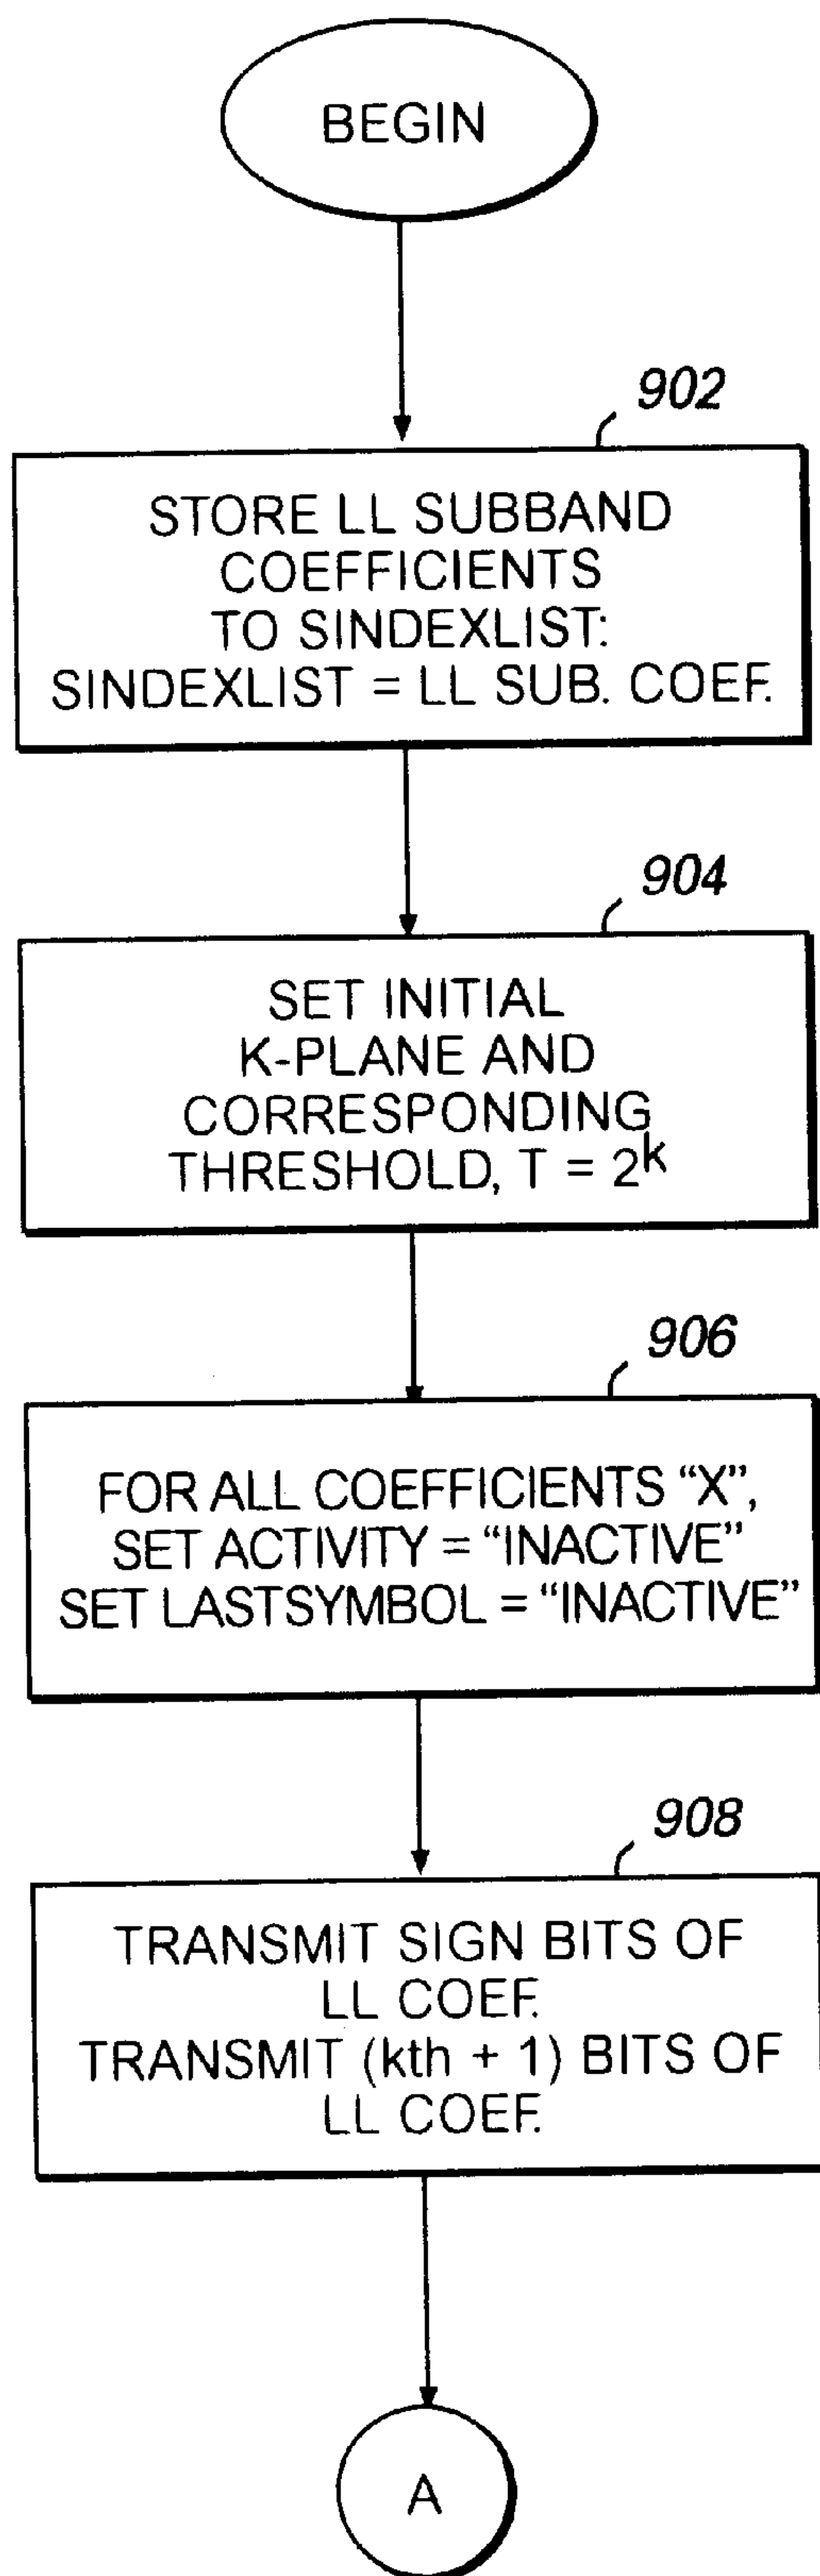 BEGIN
902
STORE LL SUBBAND
COEFFICIENTS
TO SINDEXLIST:
SINDEXLIST = LL SUB. COEF.
904
SET INITIAL
K-PLANE AND
CORRESPONDING
THRESHOLD, T = 2^k
906
FOR ALL COEFFICIENTS “X”,
SET ACTIVITY = “INACTIVE”
SET LASTSYMBOL = “INACTIVE”
908
TRANSMIT SIGN BITS OF
LL COEF.
TRANSMIT (kth + 1) BITS OF
LL COEF.
A